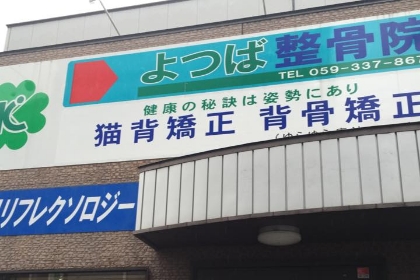 よつば整骨院
TEL 059-337-867
健康の秘訣は姿勢にあり
猫背矯正 背骨矯正
K
リフレクソロジー